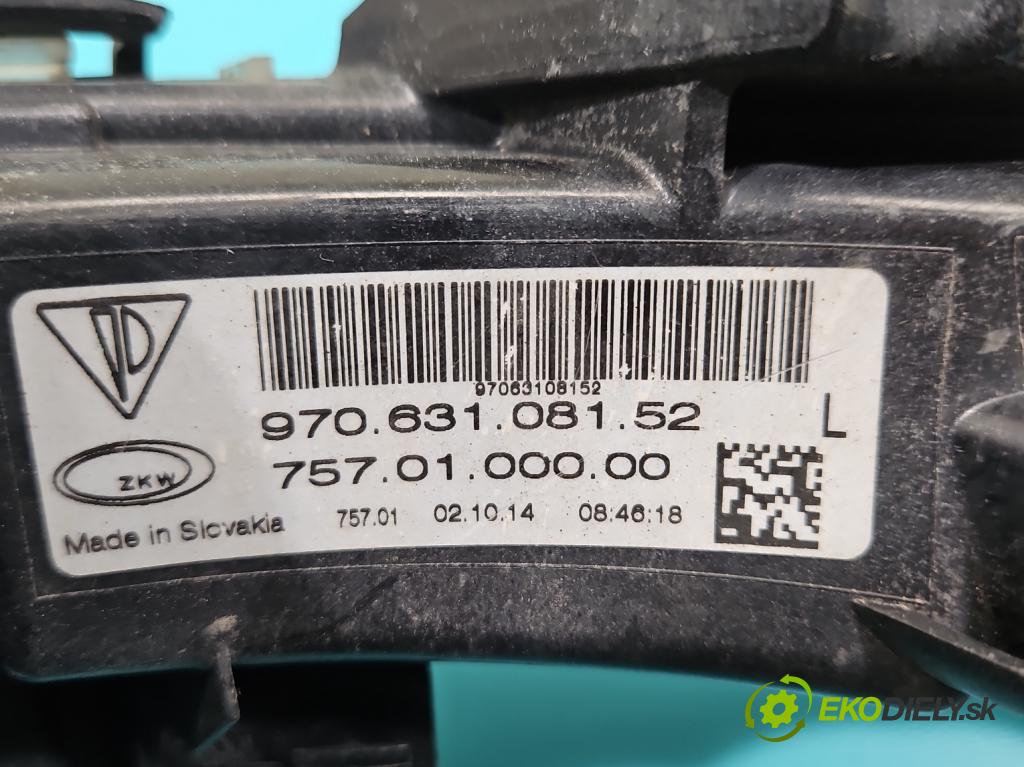 97063108152
970.631.081.52
L
757.01.000.00
ZKW
Made in Slovakia 757.01 02.10.14 08:46:18
EKODIELY.sk